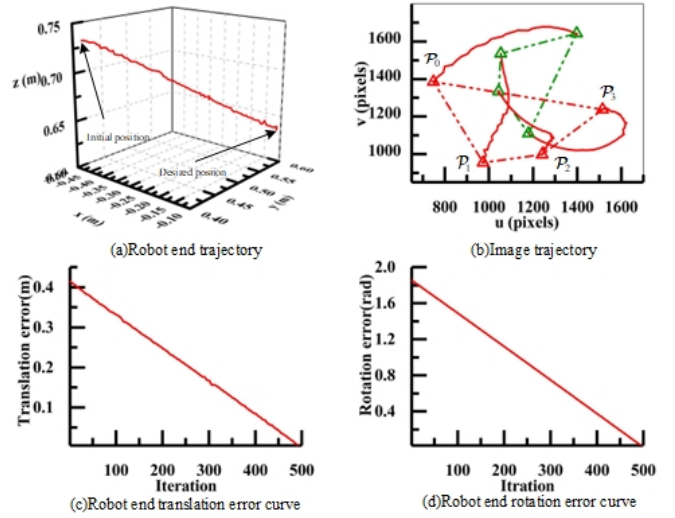 0.75
z (m)
0.70
0.65
Initial position
Desired position
-0.45
-0.40
-0.35
-0.30
-0.25
-0.20
-0.15
-0.10
x (m)
0.40
0.45
0.50
0.55
0.60
y (m)
(a)Robot end trajectory
1600
1400
1200
1000
v (pixels)
P0
P1
P2
P3
800 1000 1200 1400 1600
u (pixels)
(b)Image trajectory
0.4
0.3
0.2
0.1
Translation error(m)
100 200 300 400 500
Iteration
(c)Robot end translation error curve
2.0
1.6
1.2
0.8
0.4
Rotation error(rad)
100 200 300 400 500
Iruation
(d)Robot end rotation error curve